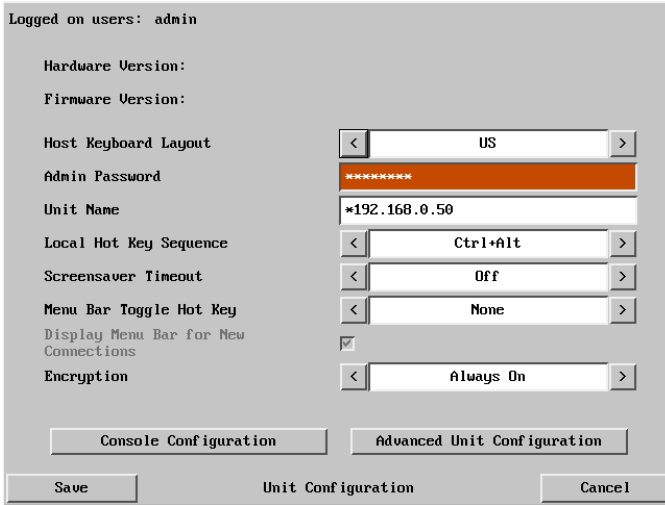 Logged on users: admin
Hardware Version:
Firmware Version:
Host Keyboard Layout < US >
Admin Password ********
Unit Name *192.168.0.50
Local Hot Key Sequence < Ctrl+Alt >
Screensaver Timeout < Off >
Menu Bar Toggle Hot Key < None >
Display Menu Bar for New
Connections
Encryption < Always On >
Console Configuration Advanced Unit Configuration
Save Unit Configuration Cancel